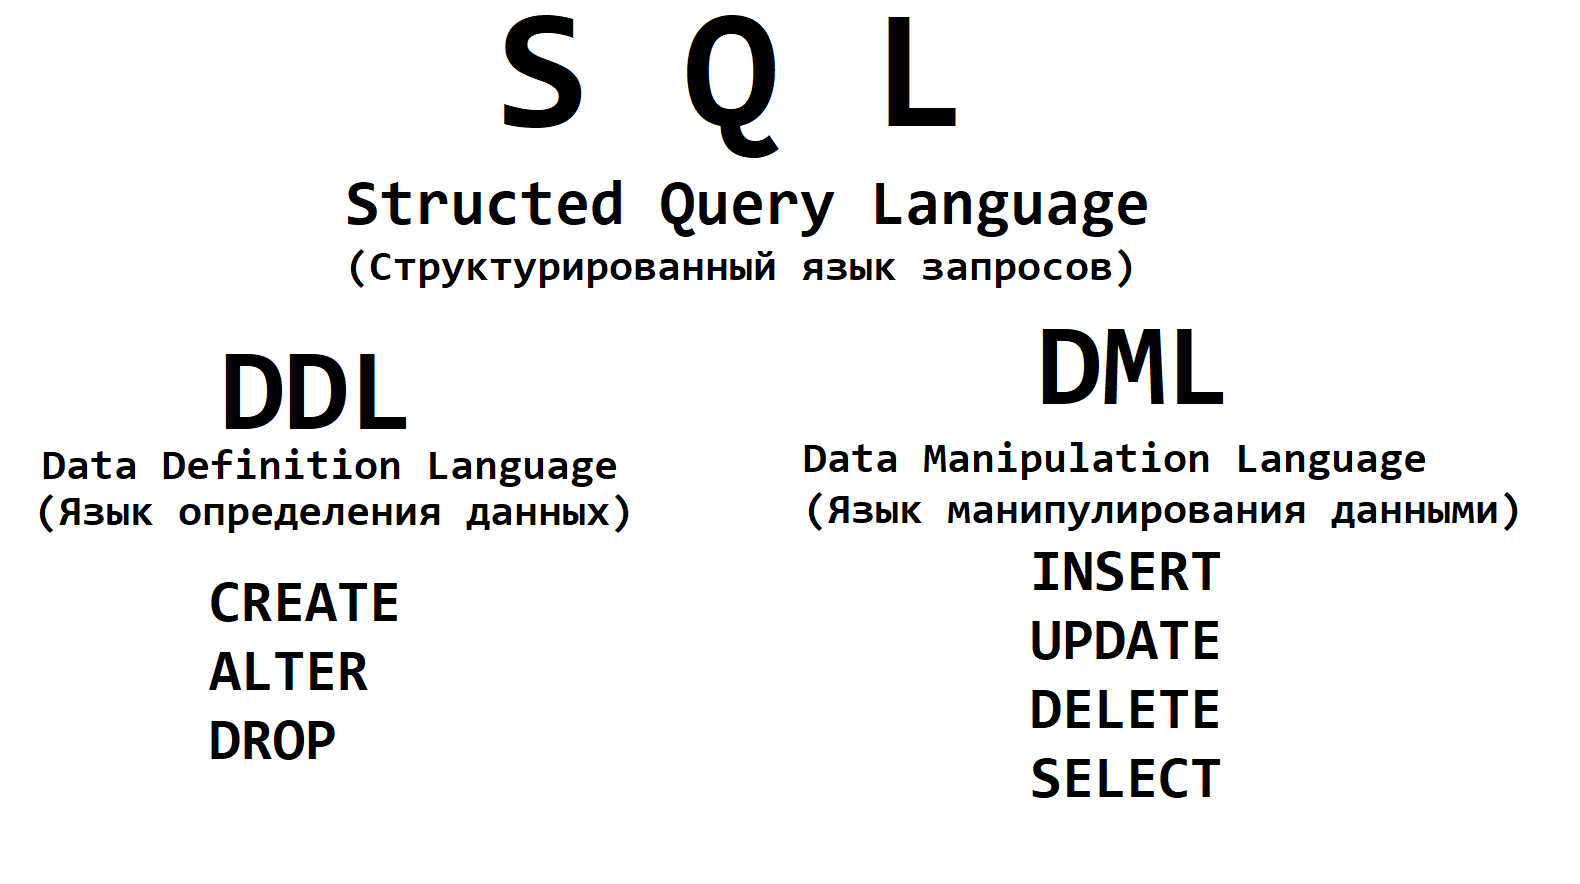 S Q L
Structed Query Language
(Структурированный язык запросов)
DDL
Data Definition Language
(Язык определения данных)
CREATE
ALTER
DROP
DML
Data Manipulation Language
(Язык манипулирования данными)
INSERT
UPDATE
DELETE
SELECT